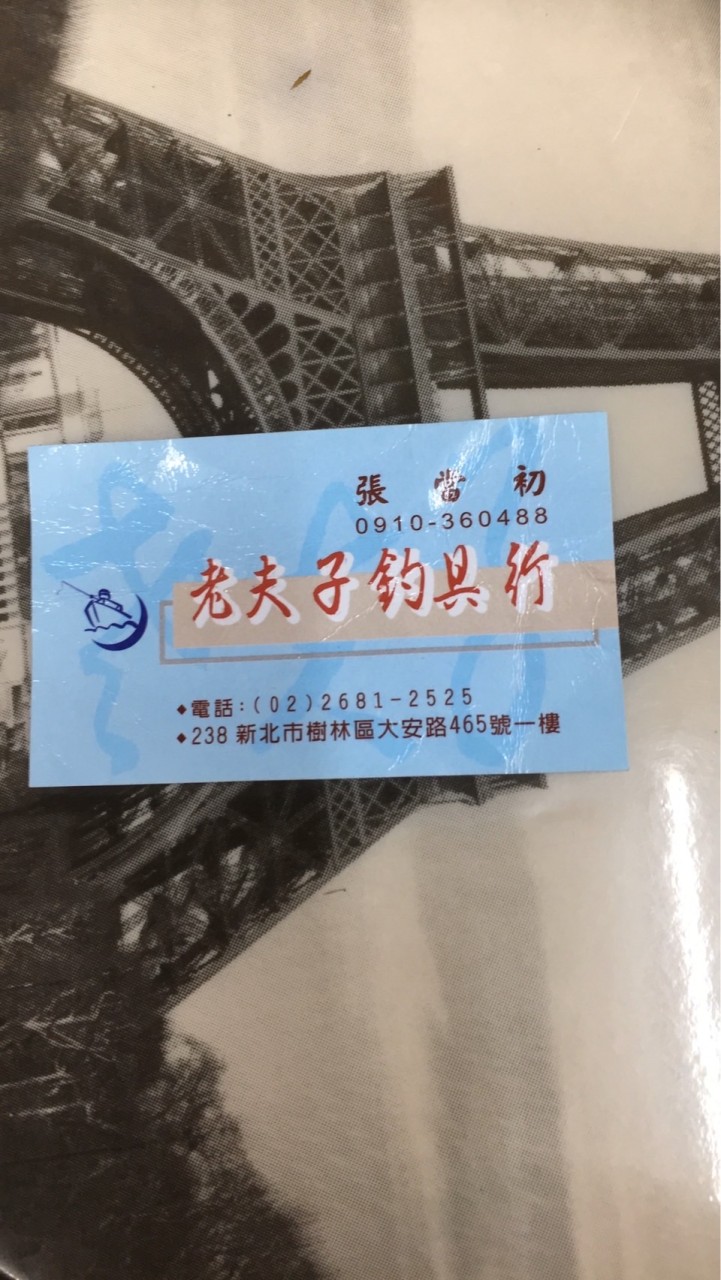 張當初
0910-360488
老夫子釣具行
◆電話:(02)2681-2525
◆238 新北市樹林區大安路465號一樓